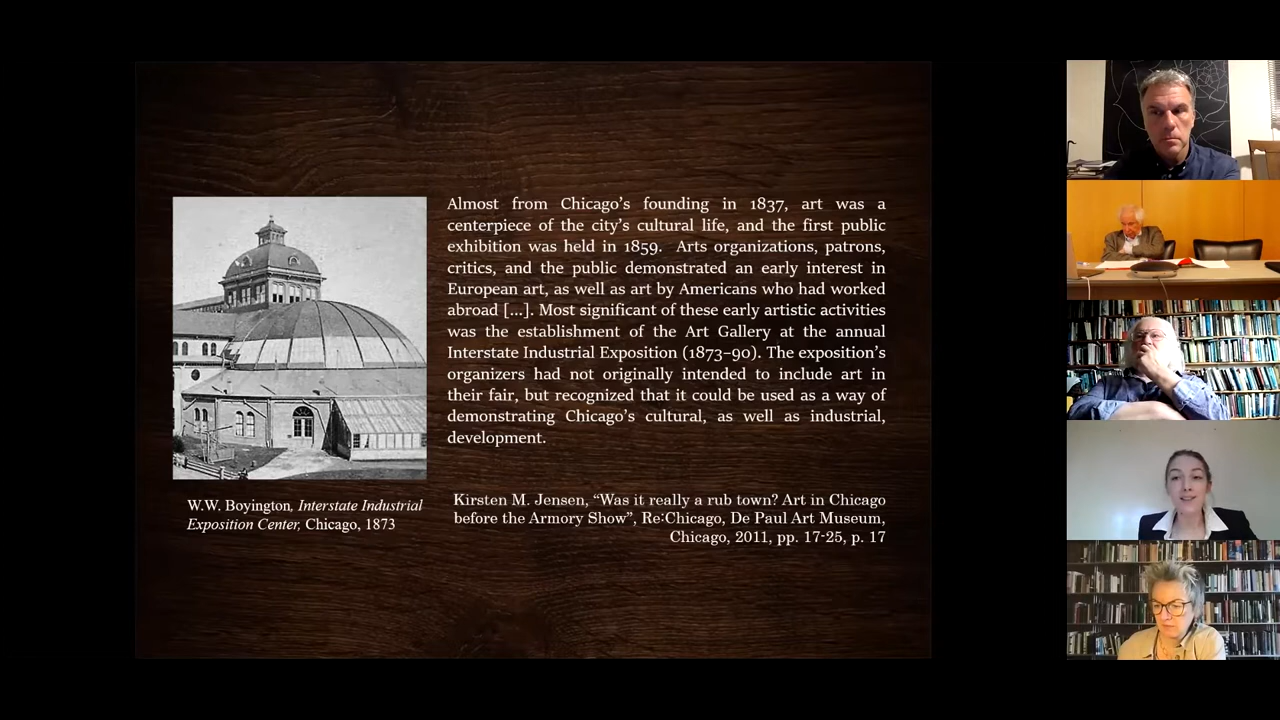 Almost from Chicago's founding in 1837, art was a
centerpiece of the city's cultural life, and the first public
exhibition was held in 1859. Arts organizations, patrons,
critics, and the public demonstrated an early interest in
European art, as well as art by Americans who had worked
abroad [...]. Most significant of these early artistic activities
was the establishment of the Art Gallery at the annual
Interstate Industrial Exposition (1873–90). The exposition's
organizers had not originally intended to include art in
their fair, but recognized that it could be used as a way of
demonstrating Chicago's cultural, as well as industrial,
development.
W.W. Boyington, Interstate Industrial
Exposition Center, Chicago, 1873
Kirsten M. Jensen, “Was it really a rub town? Art in Chicago
before the Armory Show”, Re:Chicago, De Paul Art Museum,
Chicago, 2011, pp. 17-25, p. 17